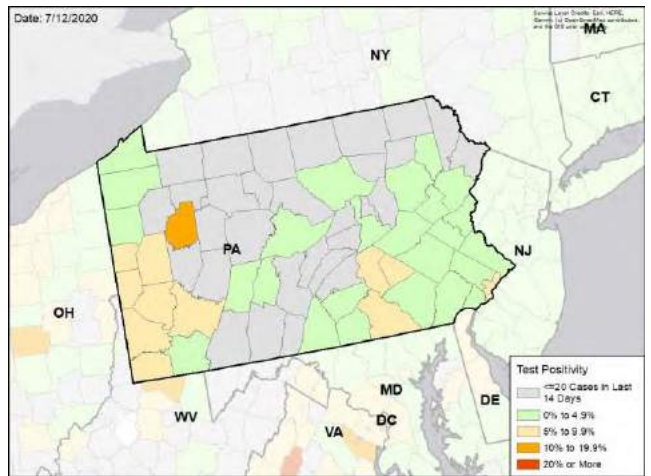 Date: 7/12/2020
MA
NY
CT
PA
NJ
OH
MD
DE
WV
DC
VA
Test Positivity
<=20 Cases in Last
14 Days
0% to 4.9%
5% to 9.9%
10% to 19.9%
20% or More